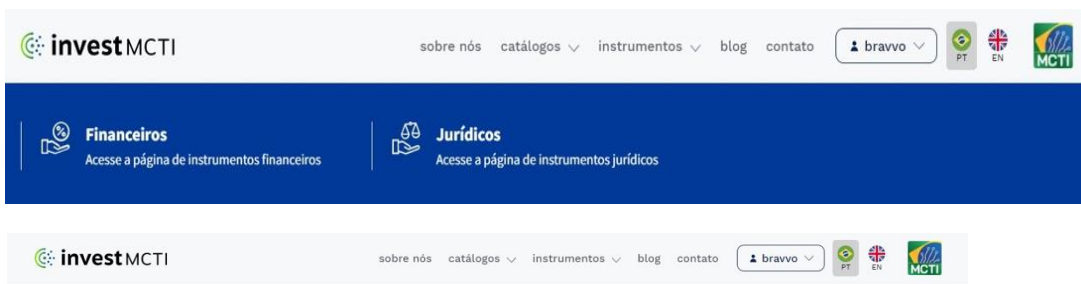 investMCTI sobre nós catálogos instrumentos blog contato bravvo PT EN MCTI
Financeiros Jurídicos
Acesse a página de instrumentos financeiros Acesse a página de instrumentos jurídicos
investMCTI sobre nós catálogos instrumentos blog contato bravvo PT EN MCTI